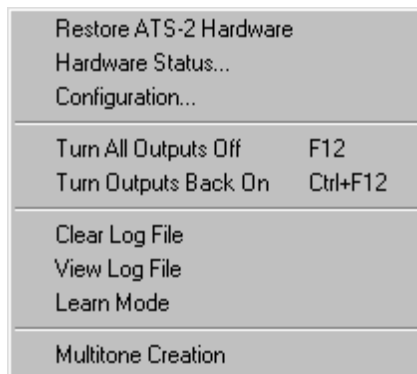 Restore ATS-2 Hardware
Hardware Status...
Configuration...
Turn All Outputs Off F12
Turn Outputs Back On Ctrl+F12
Clear Log File
View Log File
Learn Mode
Multitone Creation